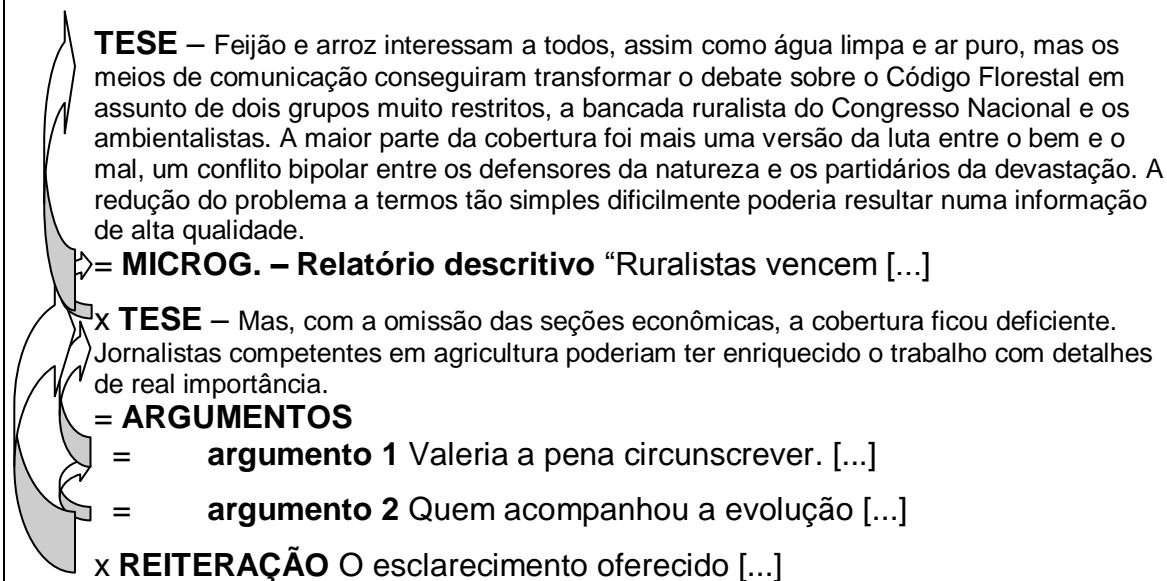 TESE – Feijão e arroz interessam a todos, assim como água limpa e ar puro, mas os
meios de comunicação conseguiram transformar o debate sobre o Código Florestal em
assunto de dois grupos muito restritos, a bancada ruralista do Congresso Nacional e os
ambientalistas. A maior parte da cobertura foi mais uma versão da luta entre o bem e o
mal, um conflito bipolar entre os defensores da natureza e os partidários da devastação. A
redução do problema a termos tão simples dificilmente poderia resultar numa informação
de alta qualidade.
= MICROG. – Relatório descritivo “Ruralistas vencem [...]
x TESE – Mas, com a omissão das seções econômicas, a cobertura ficou deficiente.
Jornalistas competentes em agricultura poderiam ter enriquecido o trabalho com detalhes
de real importância.
= ARGUMENTOS
= argumento 1 Valeria a pena circunscrever. [...]
= argumento 2 Quem acompanhou a evolução [...]
x REITERAÇÃO O esclarecimento oferecido [...]